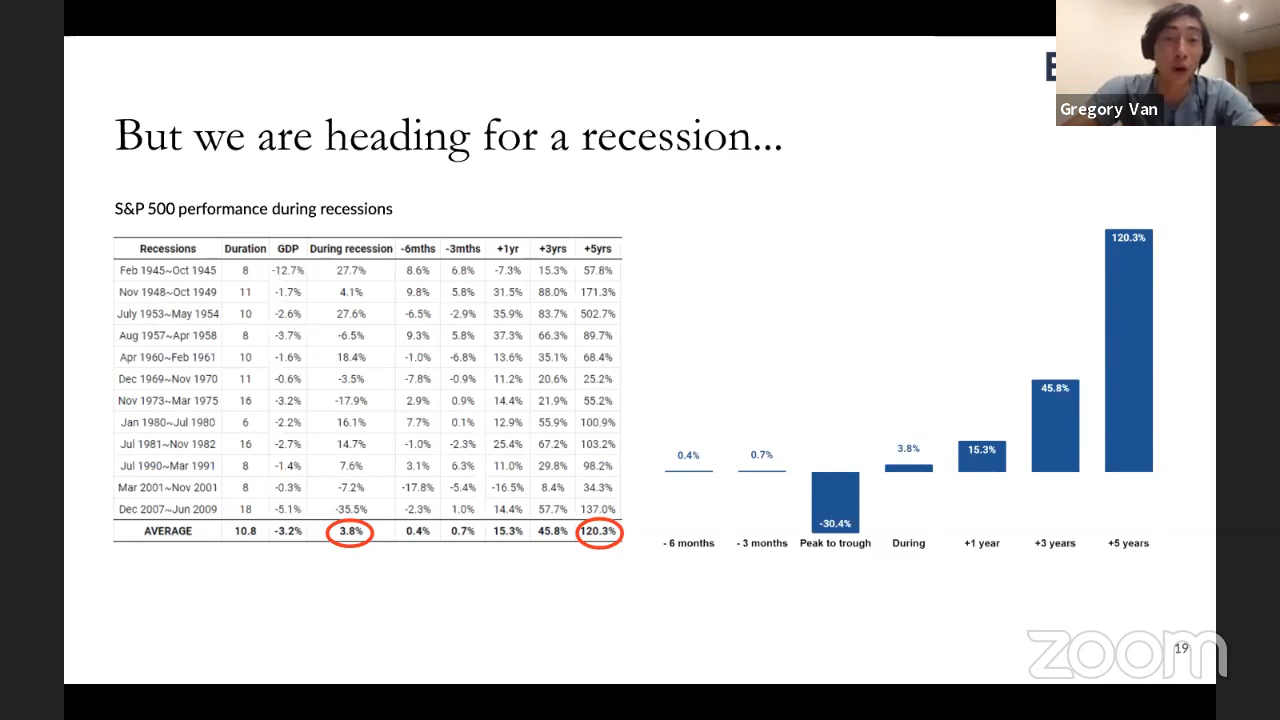 Gregory Van
But we are heading for a recession...
S&P 500 performance during recessions
Recessions Duration GDP During recession -6mths -3mths +1yr +3yrs +5yrs
Feb 1945~Oct 1945 8 -12.7% 27.7% 8.6% 6.8% -7.3% 15.3% 57.8%
Nov 1948~Oct 1949 11 -1.7% 4.1% 9.8% 5.8% 31.5% 88.0% 171.3%
July 1953~May 1954 10 -2.6% 27.6% -6.5% -2.9% 35.9% 83.7% 502.7%
Aug 1957~Apr 1958 8 -3.7% -6.5% 9.3% 5.8% 37.3% 66.3% 89.7%
Apr 1960~Feb 1961 10 -1.6% 18.4% -1.0% -6.8% 13.6% 35.1% 68.4%
Dec 1969~Nov 1970 11 -0.6% -3.5% -7.8% -0.9% 11.2% 20.6% 25.2%
Nov 1973~Mar 1975 16 -3.2% -17.9% 2.9% 0.9% 14.4% 21.9% 55.2%
Jan 1980~Jul 1980 6 -2.2% 16.1% 7.7% 0.1% 12.9% 55.9% 100.9%
Jul 1981~Nov 1982 16 -2.7% 14.7% -1.0% -2.3% 25.4% 67.2% 103.2%
Jul 1990~Mar 1991 8 -1.4% 7.6% 3.1% 6.3% 11.0% 29.8% 98.2%
Mar 2001~Nov 2001 8 -0.3% -7.2% -17.8% -5.4% -16.5% 8.4% 34.3%
Dec 2007~Jun 2009 18 -5.1% -35.5% -2.3% 1.0% 14.4% 57.7% 137.0%
AVERAGE 10.8 -3.2% 3.8% 0.4% 0.7% 15.3% 45.8% 120.3%
120.3%
45.8%
0.4% 0.7% 3.8% 15.3%
-30.4%
- 6 months - 3 months Peak to trough During +1 year +3 years +5 years
zoom
19